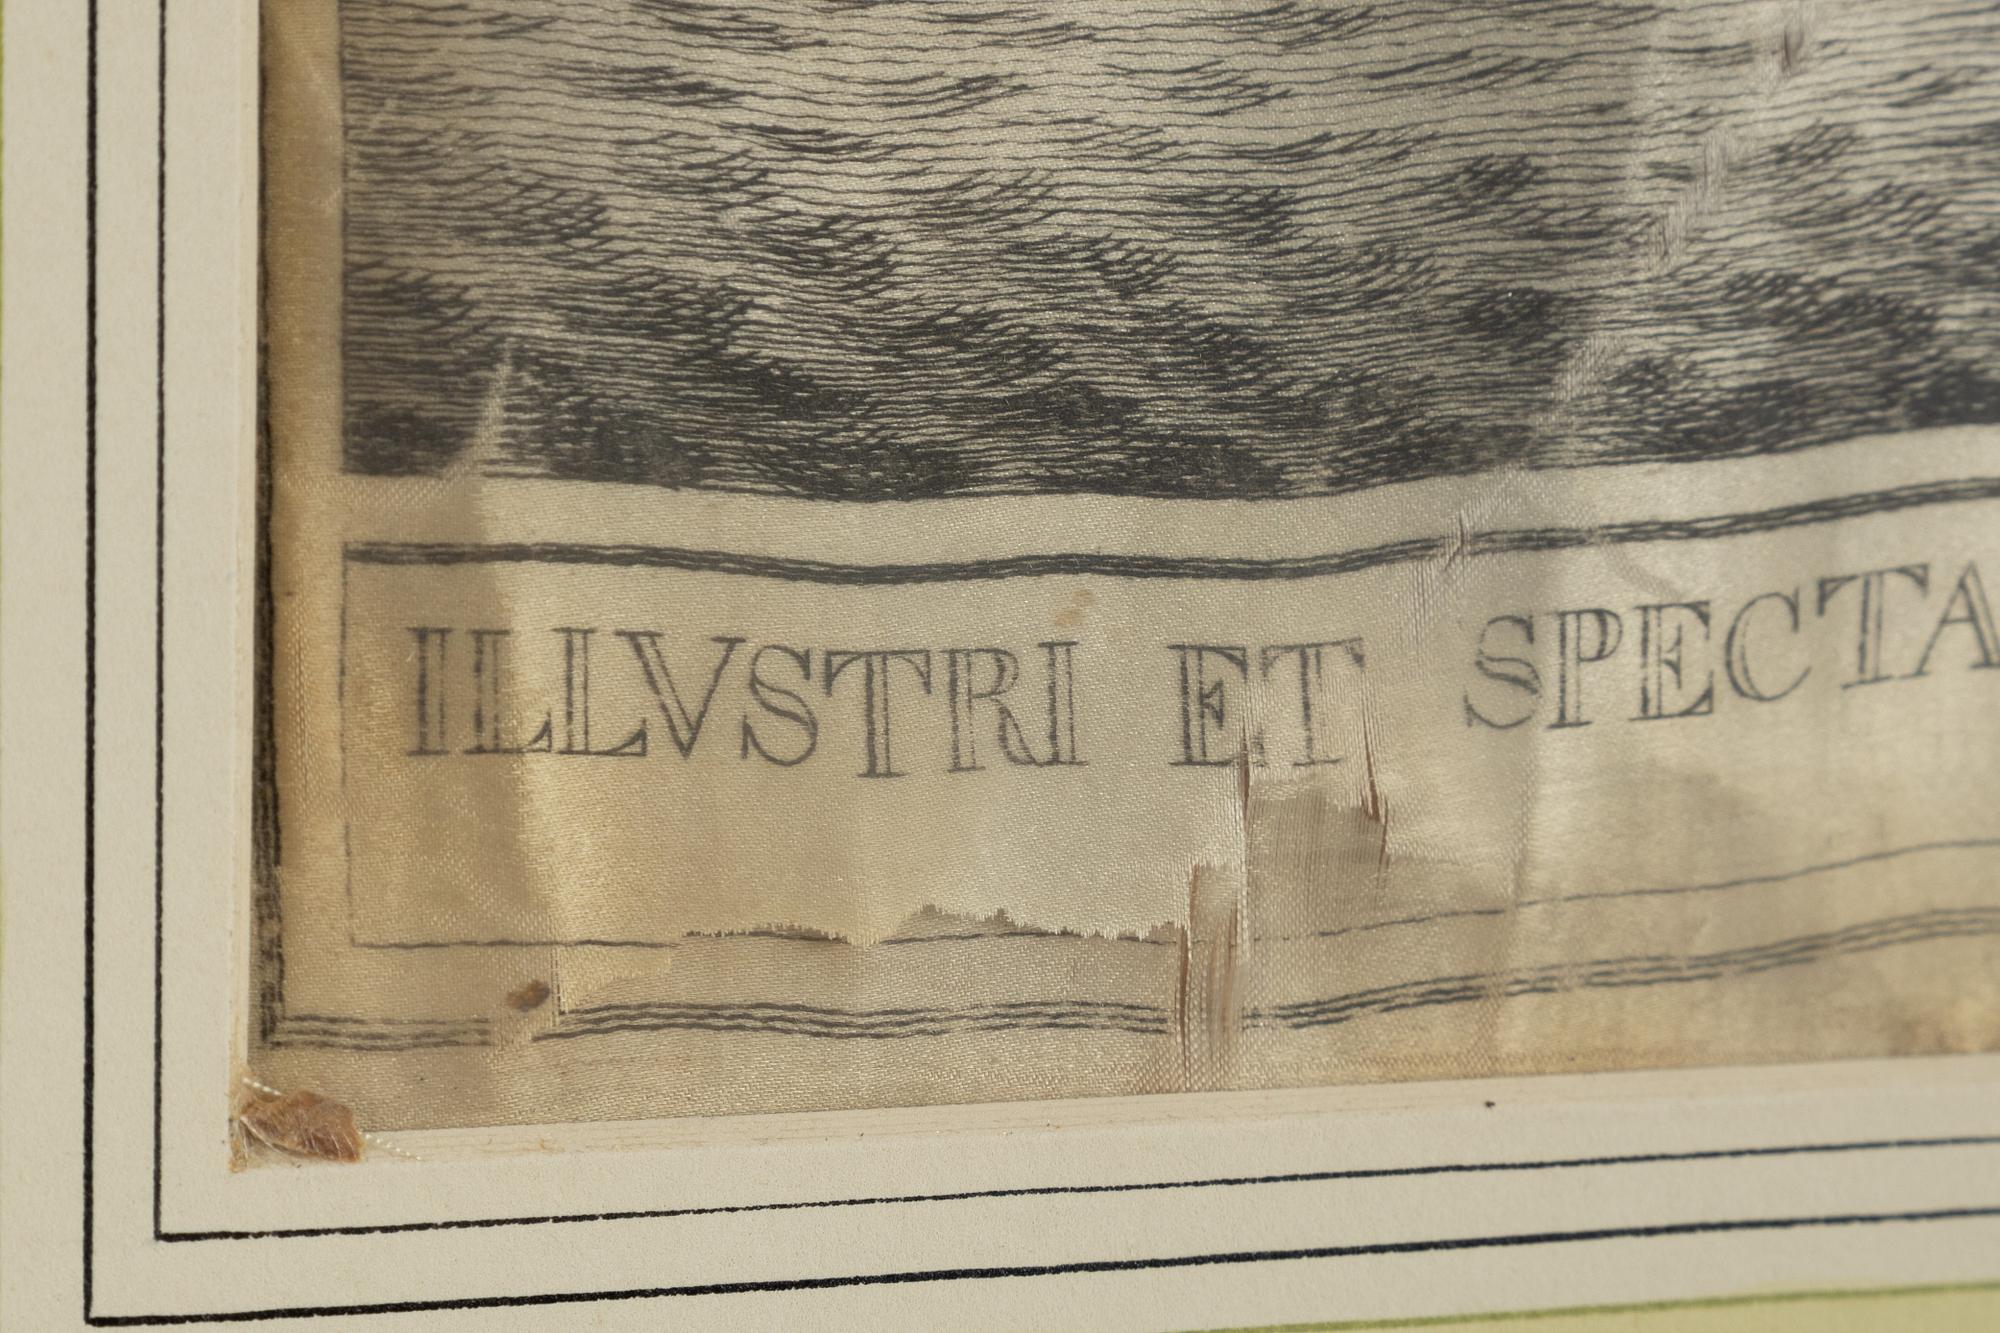 ILLVSTRI ET SPECTA